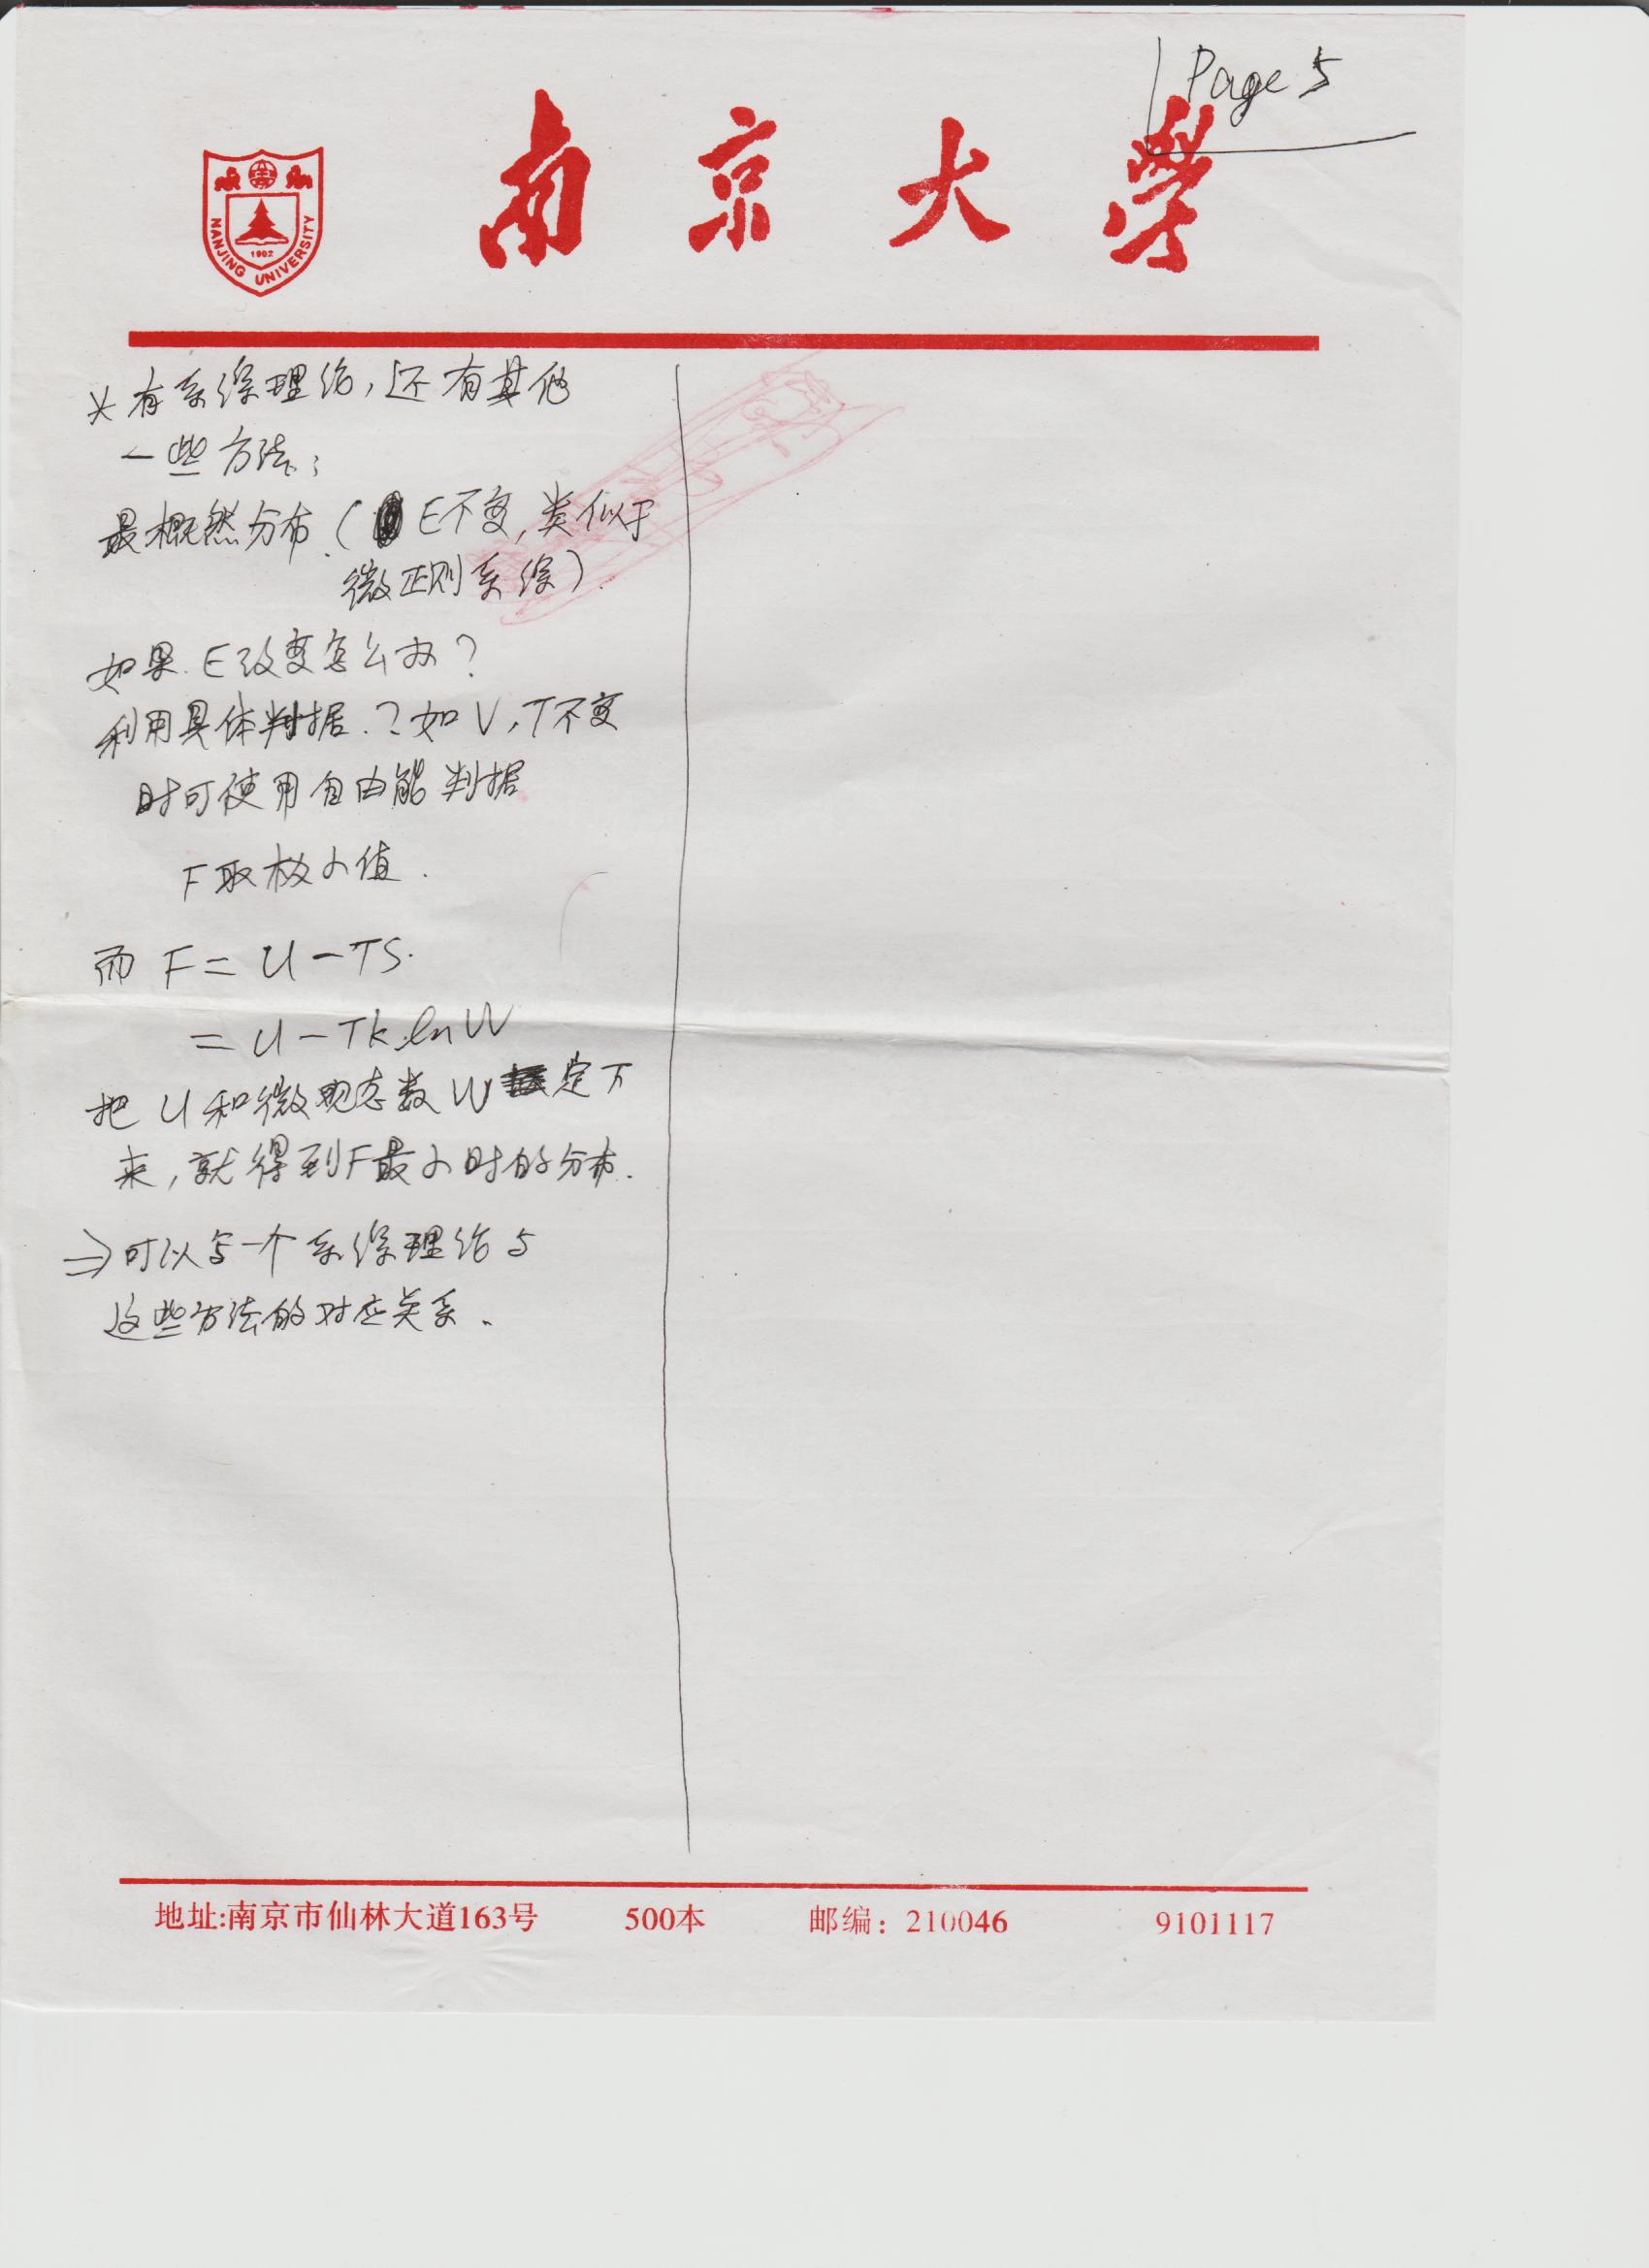 Page 5
南京大学
NANJING UNIVERSITY
1902
* 有系综理论,还有其他
一些方法:
最概然分布、(E不变,类似于
微正则系综)
如果E改变怎么办?
利用具体判据.比如V.T不变
时可使用自由能判据
F取极小值.
而F=U-TS.
=U-Tk.lnW
把U和微观态数W定下
来,就得到F最小时的分布.
⇒可以写一个系综理论与
这些方法的对应关系、
地址:南京市仙林大道163号 500本 邮编:210046 9101117